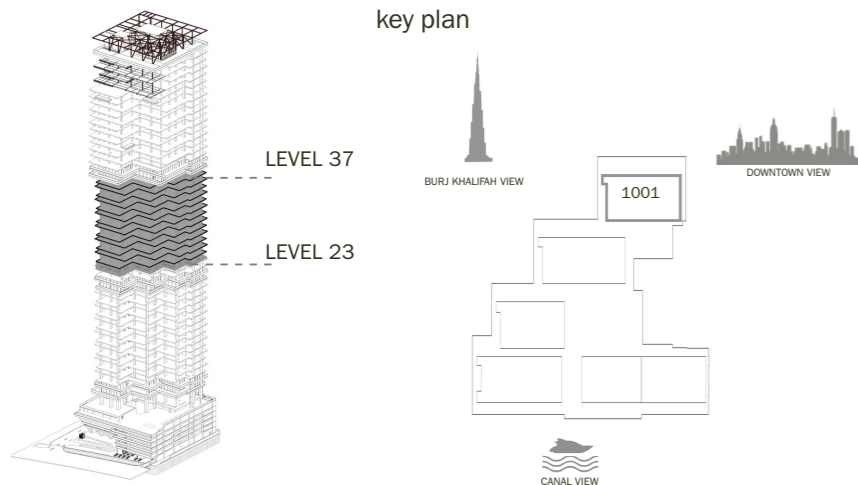 key plan
LEVEL 37
LEVEL 23
BURJ KHALIFAH VIEW
DOWNTOWN VIEW
1001
CANAL VIEW